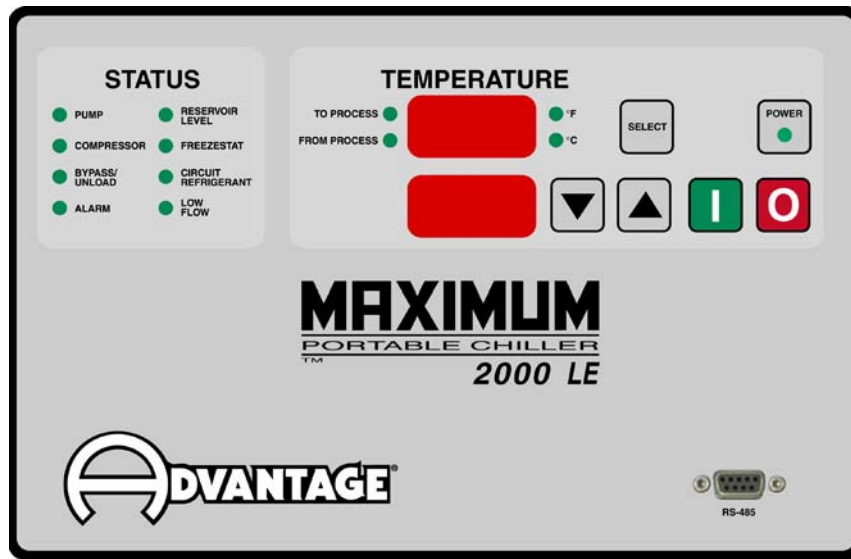 STATUS
PUMP
COMPRESSOR
BYPASS/
UNLOAD
ALARM
RESERVOIR
LEVEL
FREEZESTAT
CIRCUIT
REFRIGERANT
LOW
FLOW
TEMPERATURE
TO PROCESS
FROM PROCESS
°F
°C
SELECT
POWER
I
O
MAXIMUM
PORTABLE CHILLER
™
2000 LE
ADVANTAGE®
RS-485